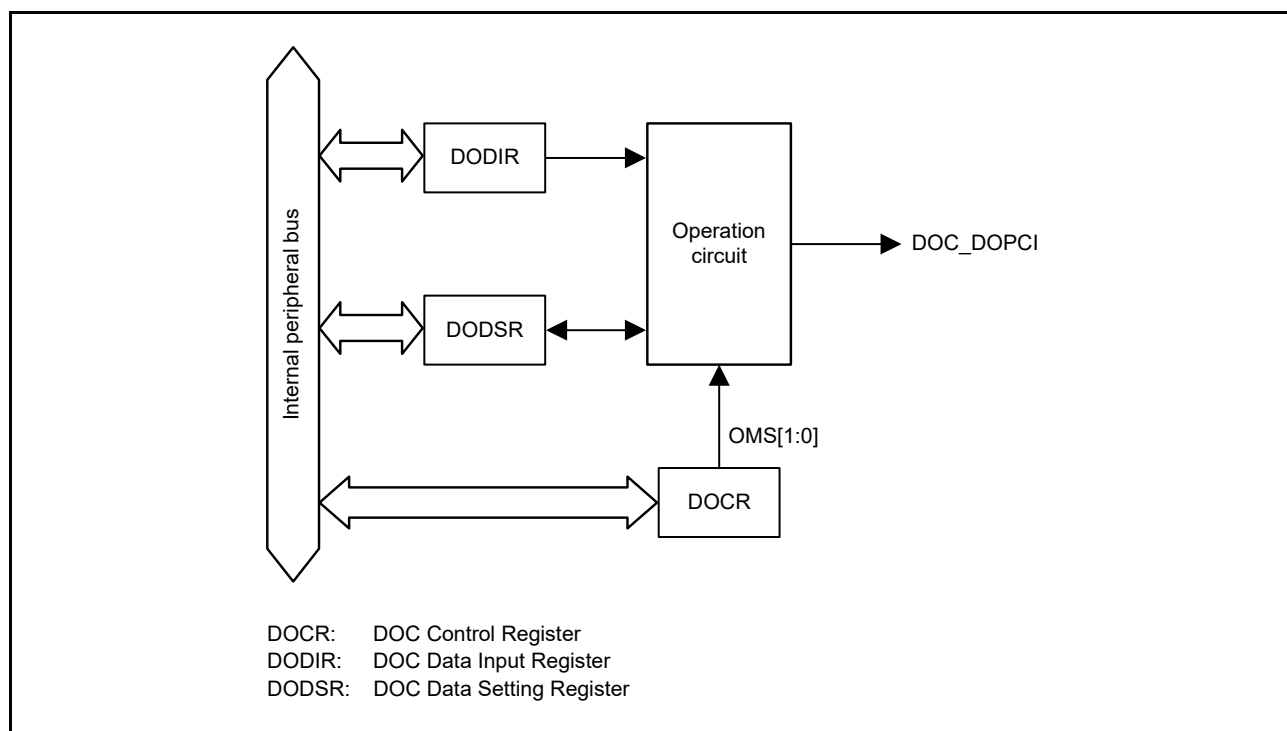 Internal peripheral bus
DODIR
Operation
circuit
DOC_DOPCI
DODSR
OMS[1:0]
DOCR
DOCR: DOC Control Register
DODIR: DOC Data Input Register
DODSR: DOC Data Setting Register